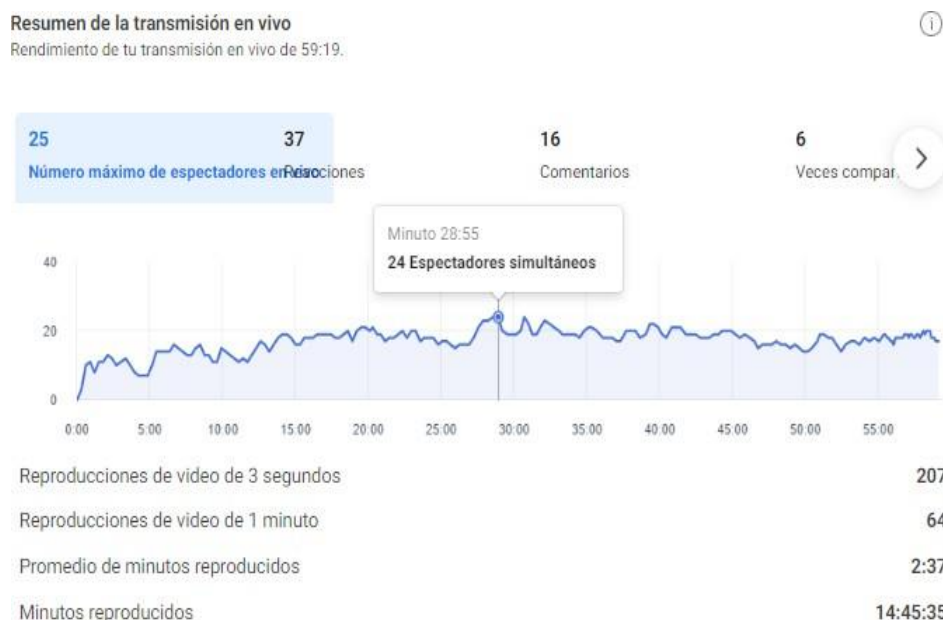 Resumen de la transmisión en vivo
Rendimiento de tu transmisión en vivo de 59:19.
25 37 16 6
Número máximo de espectadores en vivo Reacciones Comentarios Veces compar
Minuto 28:55
24 Espectadores simultáneos
40
20
0
0:00 5:00 10:00 15:00 20:00 25:00 30:00 35:00 40:00 45:00 50:00 55:00
Reproducciones de video de 3 segundos 207
Reproducciones de video de 1 minuto 64
Promedio de minutos reproducidos 2:37
Minutos reproducidos 14:45:35